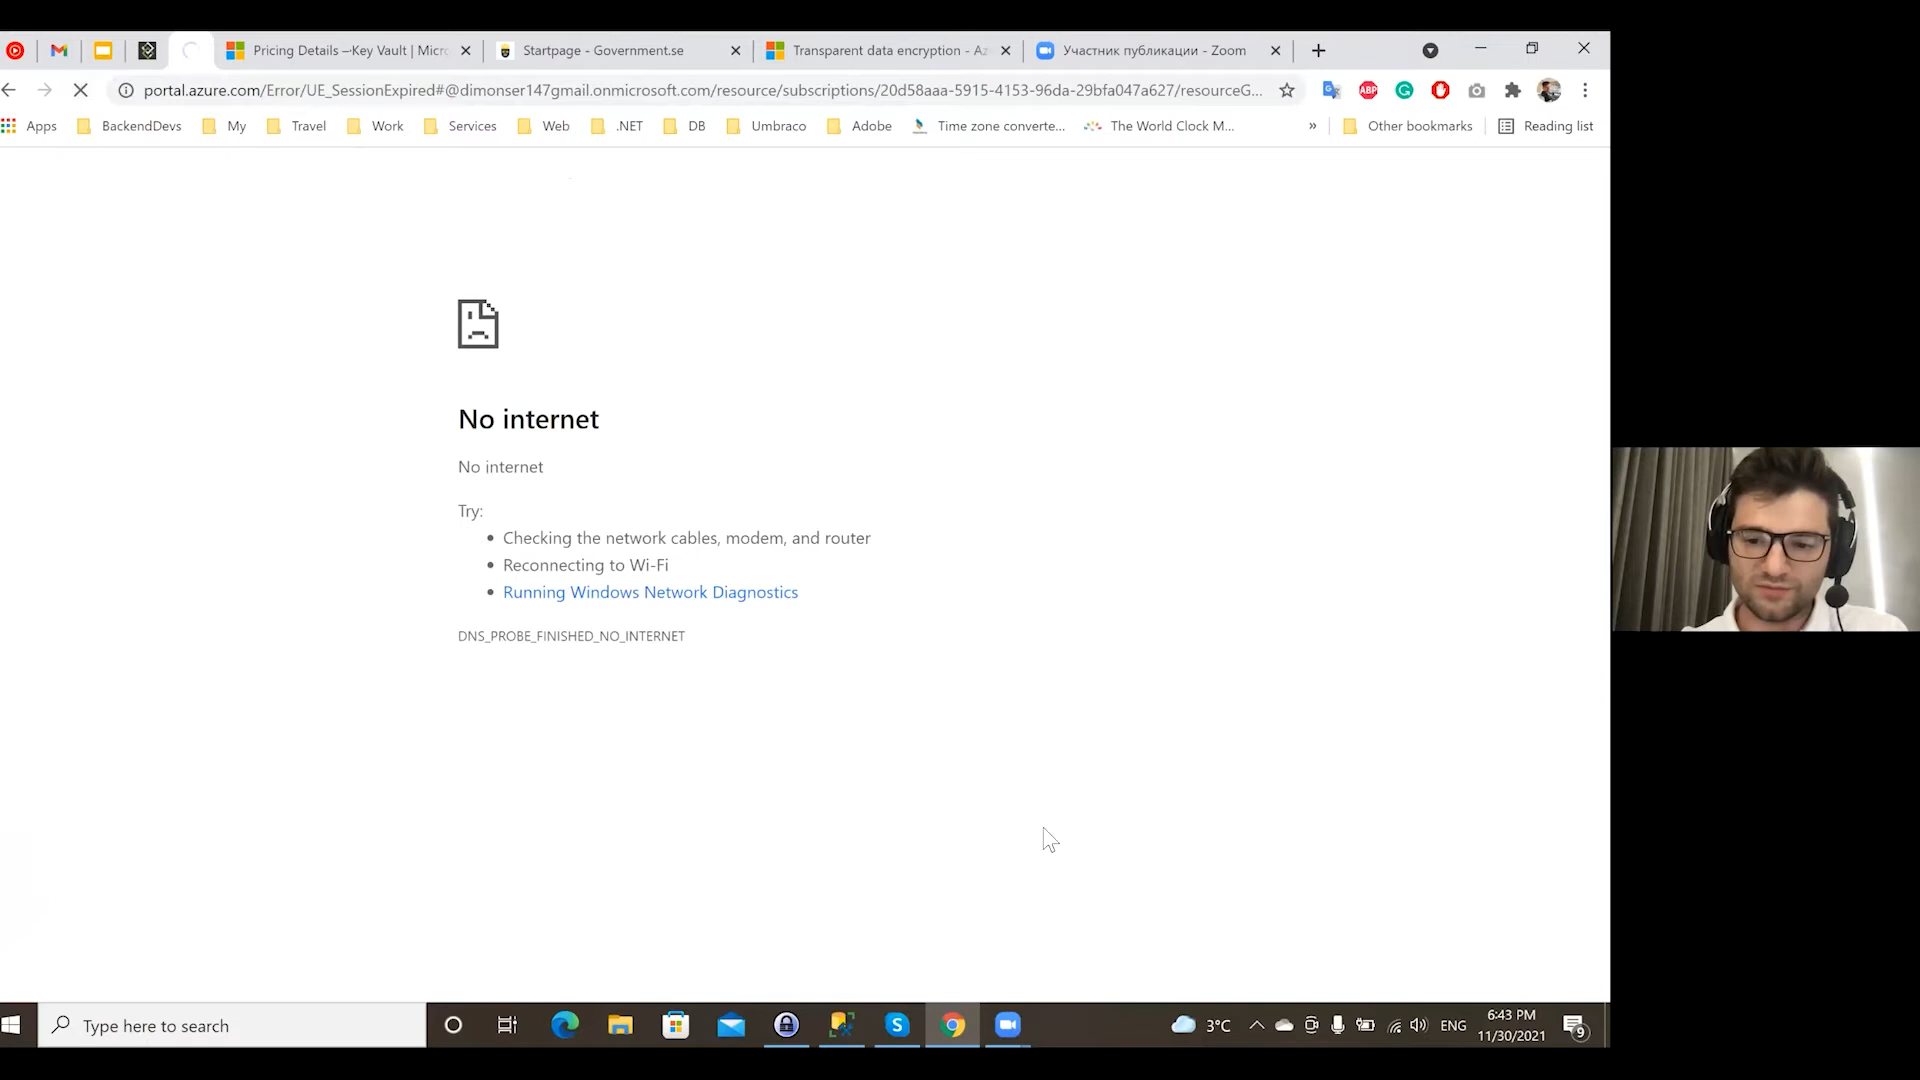 Pricing Details – Key Vault | Micro
Startpage - Government.se
Transparent data encryption - Az
Участник публикации - Zoom
portal.azure.com/Error/UE_SessionExpired#@dimonser147gmail.onmicrosoft.com/resource/subscriptions/20d58aaa-5915-4153-96da-29bfa047a627/resourceG...
ABP
Apps
BackendDevs
My
Travel
Work
Services
Web
.NET
DB
Umbraco
Adobe
Time zone converte...
The World Clock M...
»
Other bookmarks
Reading list
No internet
No internet
Try:
• Checking the network cables, modem, and router
• Reconnecting to Wi-Fi
• Running Windows Network Diagnostics
DNS_PROBE_FINISHED_NO_INTERNET
Type here to search
3°C
ENG
6:43 PM
11/30/2021
9